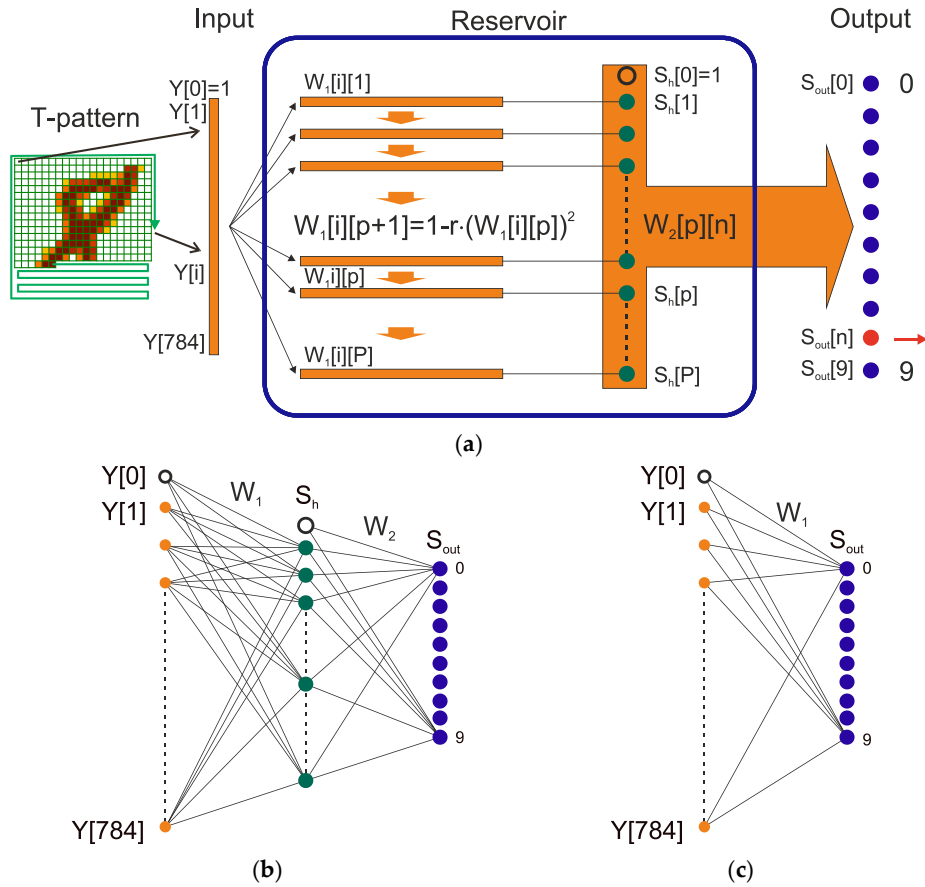 Input
Reservoir
Output
T-pattern
Y[0]=1
Y[1]
Y[i]
Y[784]
W₁[i][1]
W₁[i][p+1]=1-r·(W₁[i][p])²
W₁i][p]
W₁[i][P]
Sₕ[0]=1
Sₕ[1]
W₂[p][n]
Sₕ[p]
Sₕ[P]
Sₒᵤₜ[0] 0
Sₒᵤₜ[n]
Sₒᵤₜ[9] 9
(a)
Y[0]
Y[1]
W₁
Sₕ
W₂
Sₒᵤₜ
0
9
Y[784]
(b)
Y[0]
Y[1]
W₁
Sₒᵤₜ
0
9
Y[784]
(c)